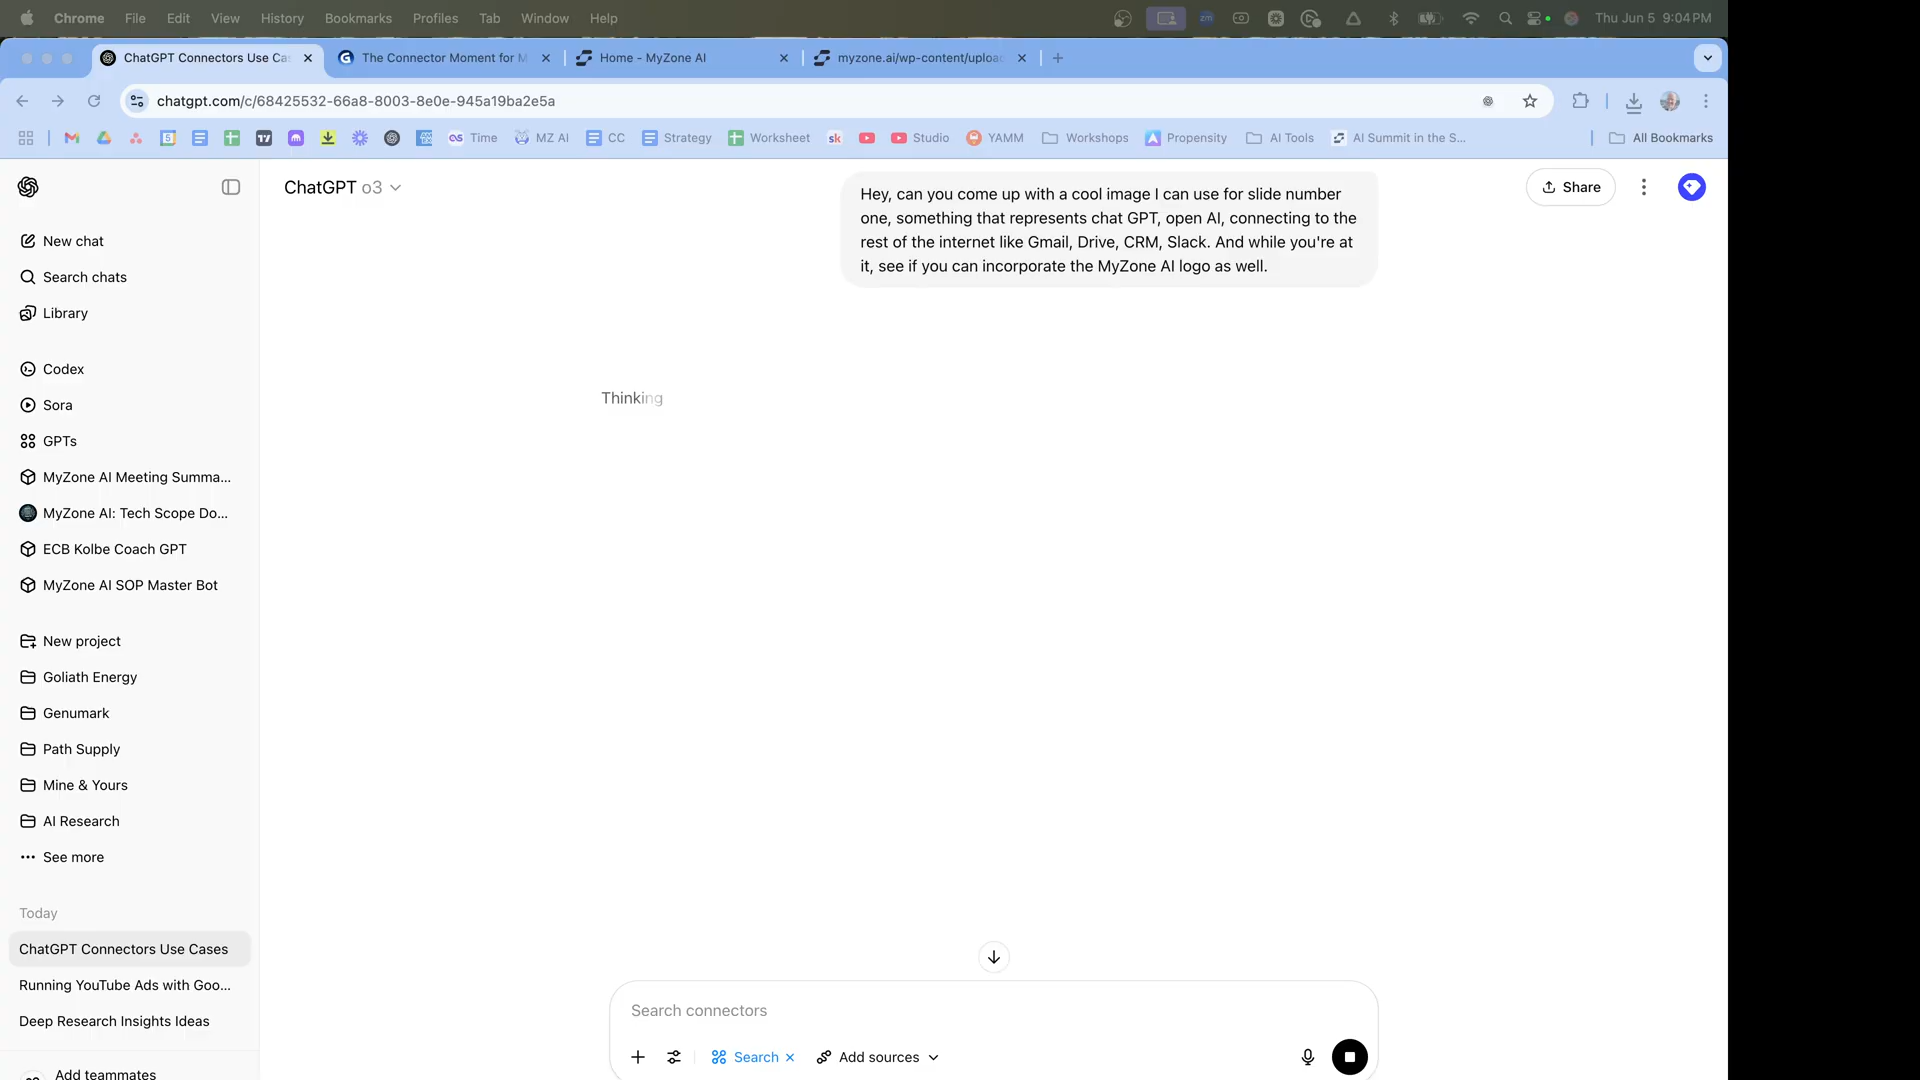 Chrome File Edit View History Bookmarks Profiles Tab Window Help zm Thu Jun 5 9:04 PM
ChatGPT Connectors Use Ca The Connector Moment for M Home - MyZone AI myzone.ai/wp-content/uploa
chatgpt.com/c/68425532-66a8-8003-8e0e-945a19ba2e5a
Time MZ AI CC Strategy Worksheet sk Studio YAMM Workshops Propensity AI Tools AI Summit in the S... All Bookmarks
ChatGPT o3
Share
Hey, can you come up with a cool image I can use for slide number
one, something that represents chat GPT, open AI, connecting to the
rest of the internet like Gmail, Drive, CRM, Slack. And while you're at
it, see if you can incorporate the MyZone AI logo as well.
Thinking
New chat
Search chats
Library
Codex
Sora
GPTs
MyZone AI Meeting Summa...
MyZone AI: Tech Scope Do...
ECB Kolbe Coach GPT
MyZone AI SOP Master Bot
New project
Goliath Energy
Genumark
Path Supply
Mine & Yours
AI Research
See more
Today
ChatGPT Connectors Use Cases
Running YouTube Ads with Goo...
Deep Research Insights Ideas
Add teammates
Search connectors
Search Add sources